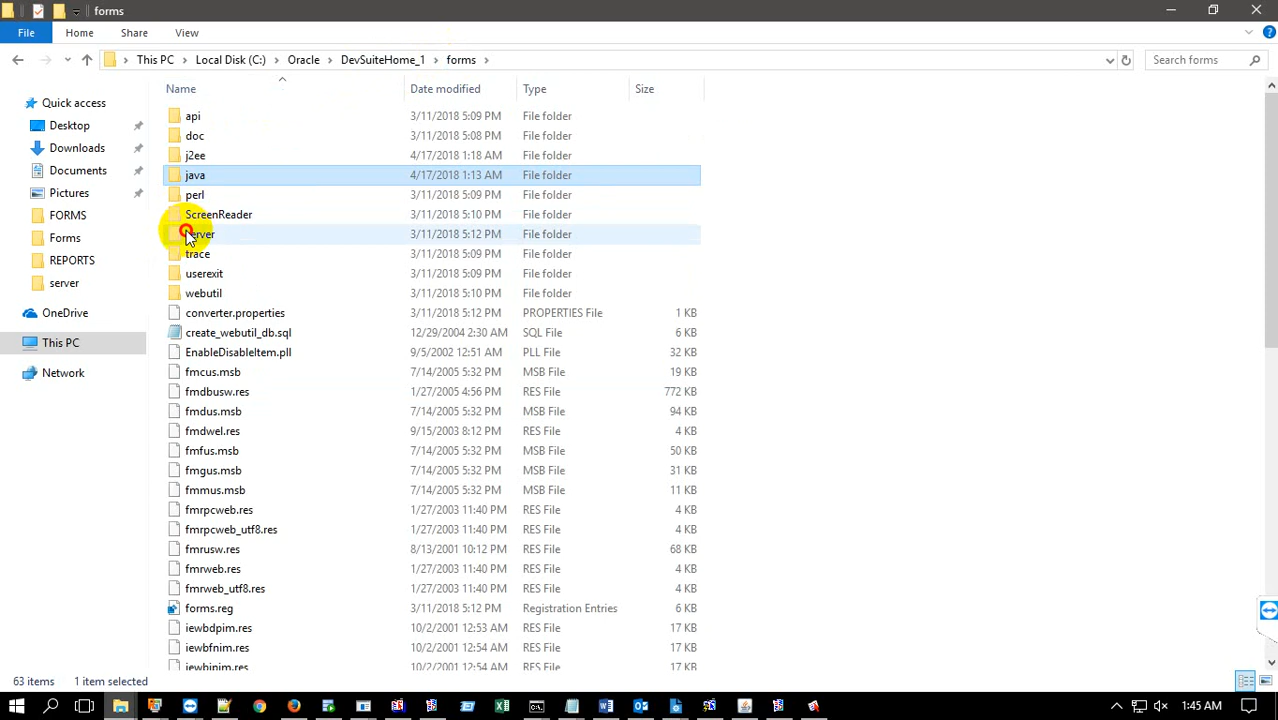 forms
File Home Share View
This PC Local Disk (C:) Oracle DevSuiteHome_1 forms
Search forms
Name Date modified Type Size
Quick access
Desktop
Downloads
Documents
Pictures
FORMS
Forms
REPORTS
server
OneDrive
This PC
Network
api 3/11/2018 5:09 PM File folder
doc 3/11/2018 5:08 PM File folder
j2ee 4/17/2018 1:18 AM File folder
java 4/17/2018 1:13 AM File folder
perl 3/11/2018 5:09 PM File folder
ScreenReader 3/11/2018 5:10 PM File folder
server 3/11/2018 5:12 PM File folder
trace 3/11/2018 5:09 PM File folder
userexit 3/11/2018 5:09 PM File folder
webutil 3/11/2018 5:10 PM File folder
converter.properties 3/11/2018 5:12 PM PROPERTIES File 1 KB
create_webutil_db.sql 12/29/2004 2:30 AM SQL File 6 KB
EnableDisableItem.pll 9/5/2002 12:51 AM PLL File 32 KB
fmcus.msb 7/14/2005 5:32 PM MSB File 19 KB
fmdbusw.res 1/27/2005 4:56 PM RES File 772 KB
fmdus.msb 7/14/2005 5:32 PM MSB File 94 KB
fmdwel.res 9/15/2003 8:18 PM RES File 4 KB
fmfus.msb 7/14/2005 5:32 PM MSB File 50 KB
fmgus.msb 7/14/2005 5:32 PM MSB File 31 KB
fmmus.msb 7/14/2005 5:32 PM MSB File 11 KB
fmrpcweb.res 1/27/2003 11:40 PM RES File 4 KB
fmrpcweb_utf8.res 1/27/2003 11:40 PM RES File 4 KB
fmrusw.res 8/13/2001 10:12 PM RES File 68 KB
fmrweb.res 1/27/2003 11:40 PM RES File 4 KB
fmrweb_utf8.res 1/27/2003 11:40 PM RES File 4 KB
forms.reg 3/11/2018 5:12 PM Registration Entries 6 KB
iewbdpim.res 10/2/2001 12:53 AM RES File 17 KB
iewbfnim.res 10/2/2001 12:54 AM RES File 17 KB
iewbjnim.res 10/2/2001 12:54 AM RES File 17 KB
63 items 1 item selected
1:45 AM